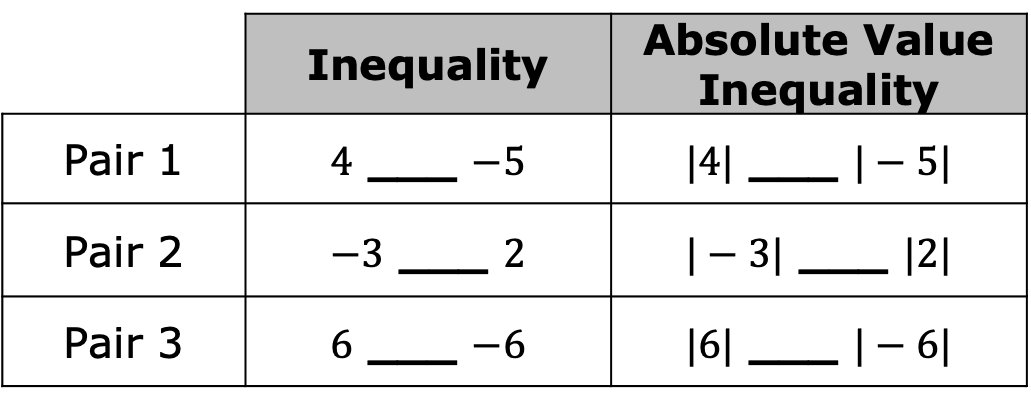 Inequality
Absolute Value
Inequality
Pair 1
4 ____ −5
|4| ____ |− 5|
Pair 2
−3 ____ 2
|− 3| ____ |2|
Pair 3
6 ____ −6
|6| ____ |− 6|